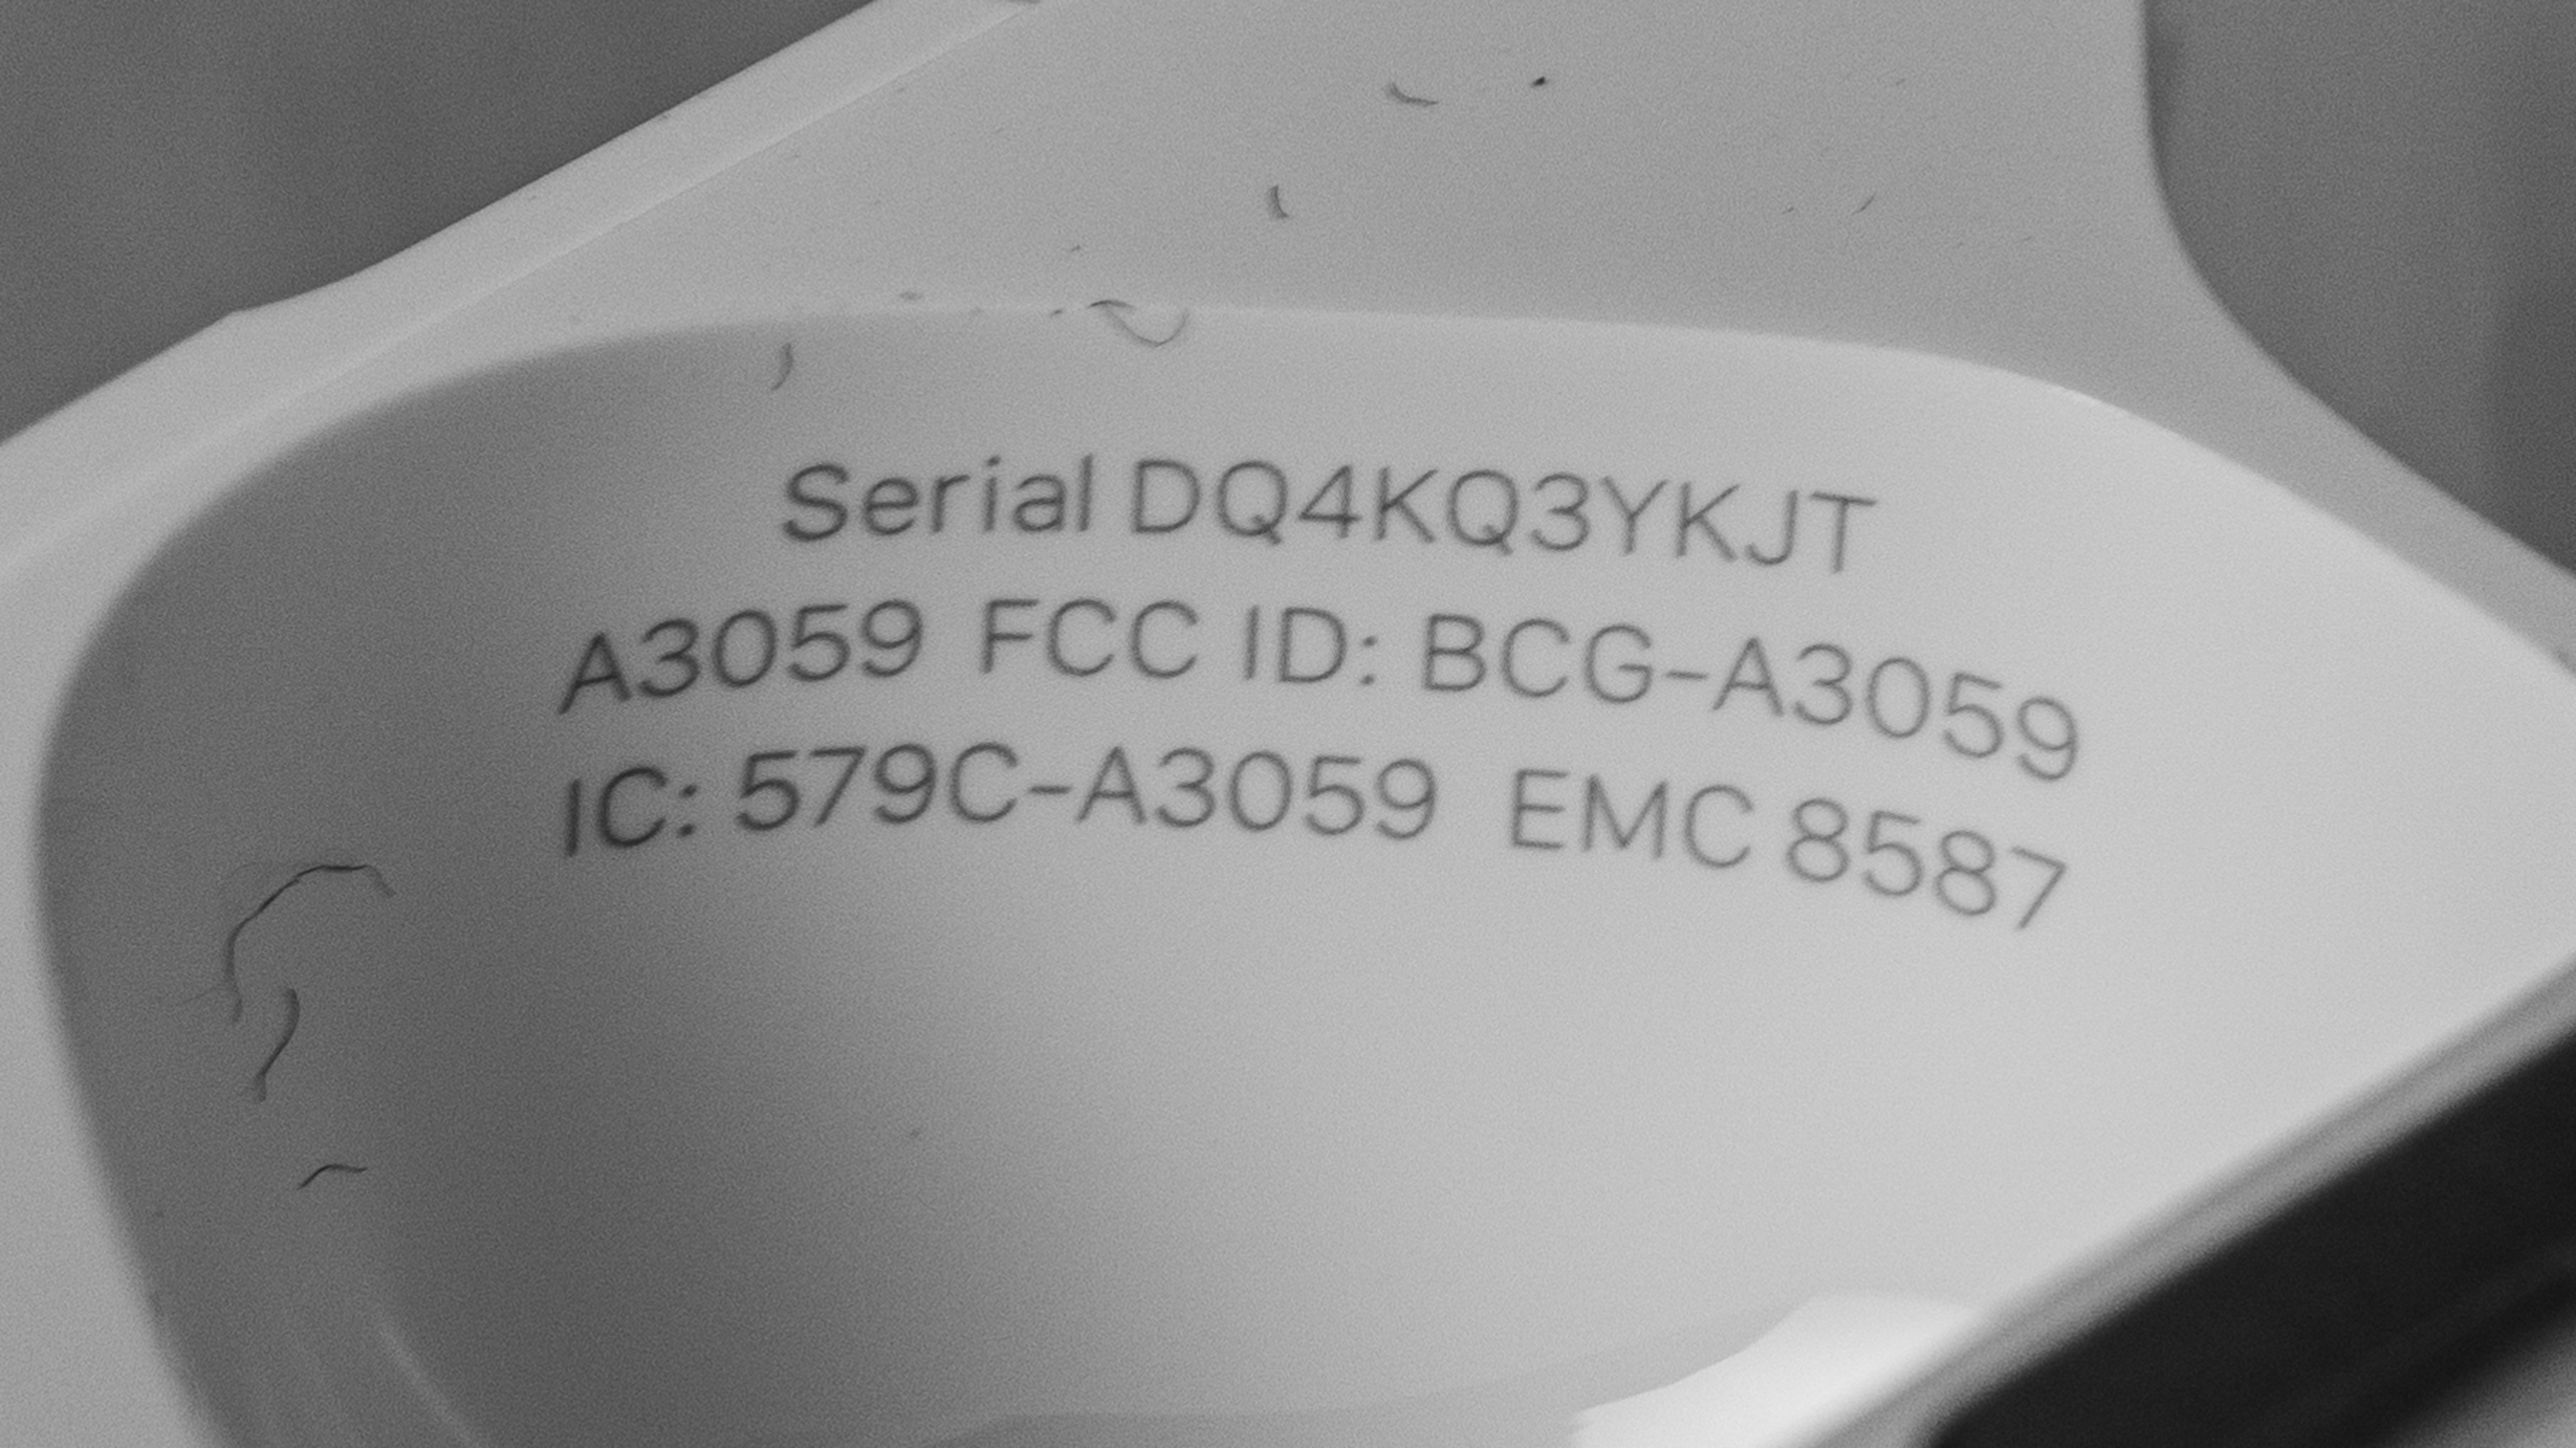 Serial DQ4KQ3YKJT
A3059 FCC ID: BCG-A3059
IC: 579C-A3059 EMC 8587